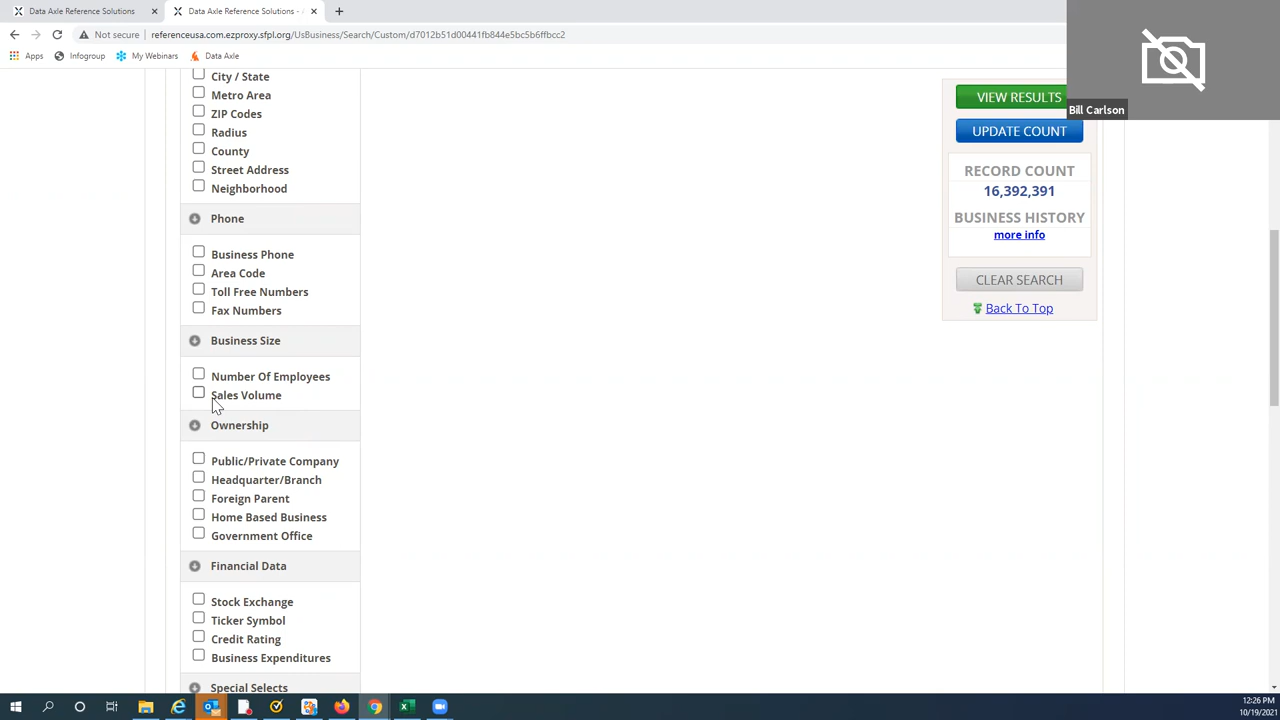 Data Axle Reference Solutions
Data Axle Reference Solutions -
Not secure
referenceusa.com.ezproxy.sfpl.org/UsBusiness/Search/Custom/d7012b51d00441fb844e5bc5b6ffbcc2
Apps
Infogroup
My Webinars
Data Axle
Bill Carlson
City / State
Metro Area
ZIP Codes
Radius
County
Street Address
Neighborhood
Phone
Business Phone
Area Code
Toll Free Numbers
Fax Numbers
Business Size
Number Of Employees
Sales Volume
Ownership
Public/Private Company
Headquarter/Branch
Foreign Parent
Home Based Business
Government Office
Financial Data
Stock Exchange
Ticker Symbol
Credit Rating
Business Expenditures
Special Selects
VIEW RESULTS
UPDATE COUNT
RECORD COUNT
16,392,391
BUSINESS HISTORY
more info
CLEAR SEARCH
Back To Top
12:26 PM
10/19/2021